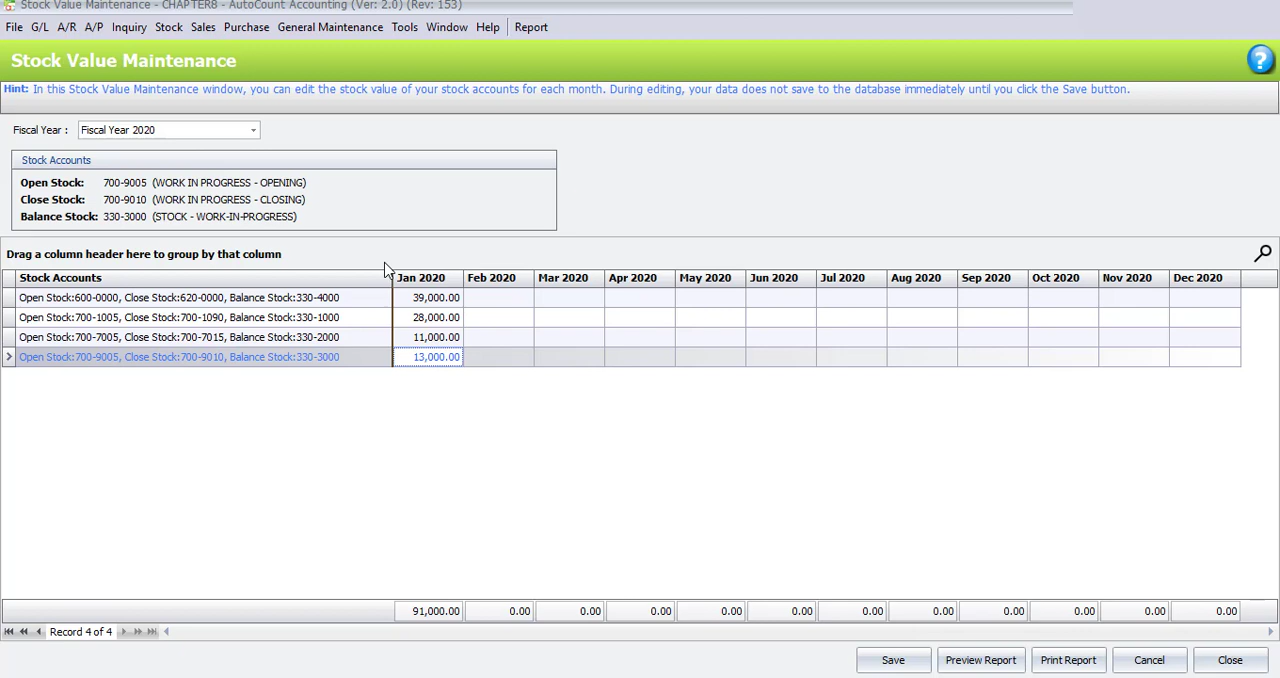 Stock Value Maintenance - CHAPTER8 - AutoCount Accounting (Ver: 2.0) (Rev: 153)
File G/L A/R A/P Inquiry Stock Sales Purchase General Maintenance Tools Window Help Report
Stock Value Maintenance ?
Hint: In this Stock Value Maintenance window, you can edit the stock value of your stock accounts for each month. During editing, your data does not save to the database immediately until you click the Save button.
Fiscal Year : Fiscal Year 2020
Stock Accounts
Open Stock: 700-9005 (WORK IN PROGRESS - OPENING)
Close Stock: 700-9010 (WORK IN PROGRESS - CLOSING)
Balance Stock: 330-3000 (STOCK - WORK-IN-PROGRESS)
Drag a column header here to group by that column
Stock Accounts Jan 2020 Feb 2020 Mar 2020 Apr 2020 May 2020 Jun 2020 Jul 2020 Aug 2020 Sep 2020 Oct 2020 Nov 2020 Dec 2020
Open Stock:600-0000, Close Stock:620-0000, Balance Stock:330-4000 39,000.00
Open Stock:700-1005, Close Stock:700-1090, Balance Stock:330-1000 28,000.00
Open Stock:700-7005, Close Stock:700-7015, Balance Stock:330-2000 11,000.00
Open Stock:700-9005, Close Stock:700-9010, Balance Stock:330-3000 13,000.00
91,000.00 0.00 0.00 0.00 0.00 0.00 0.00 0.00 0.00 0.00 0.00 0.00
Record 4 of 4
Save Preview Report Print Report Cancel Close